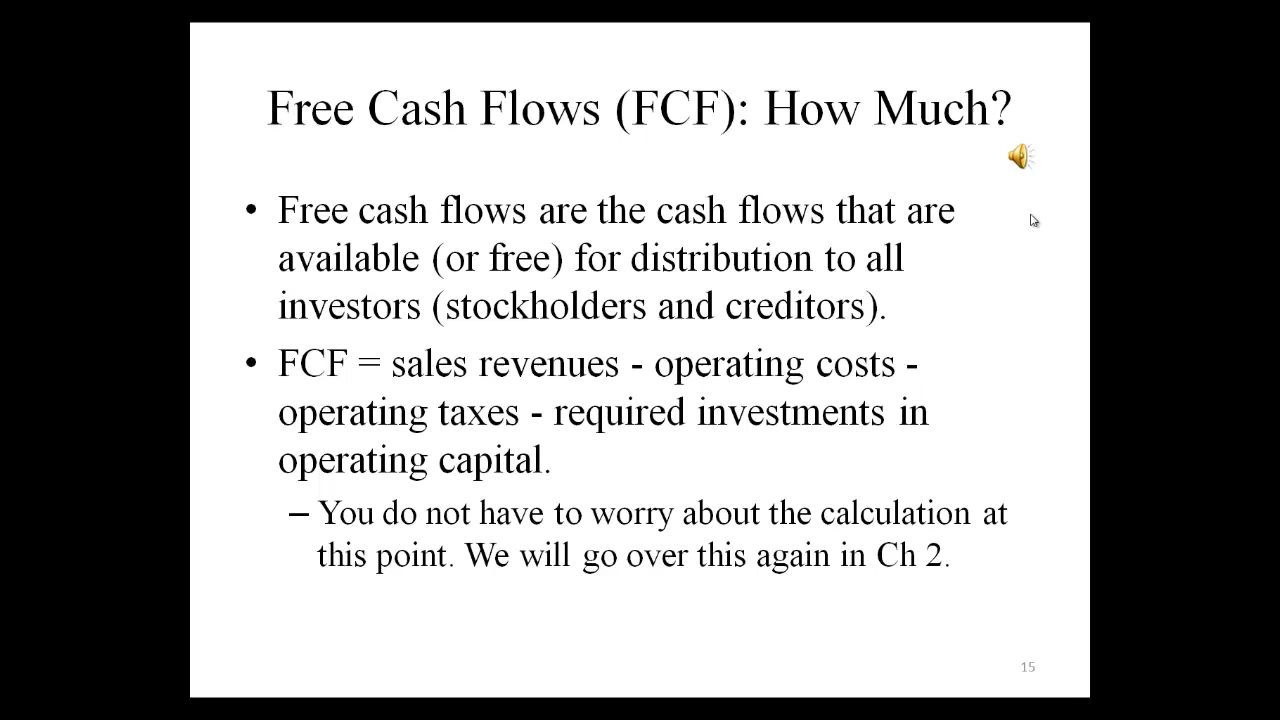 Free Cash Flows (FCF): How Much?
• Free cash flows are the cash flows that are
available (or free) for distribution to all
investors (stockholders and creditors).
• FCF = sales revenues - operating costs -
operating taxes - required investments in
operating capital.
– You do not have to worry about the calculation at
this point. We will go over this again in Ch 2.
15